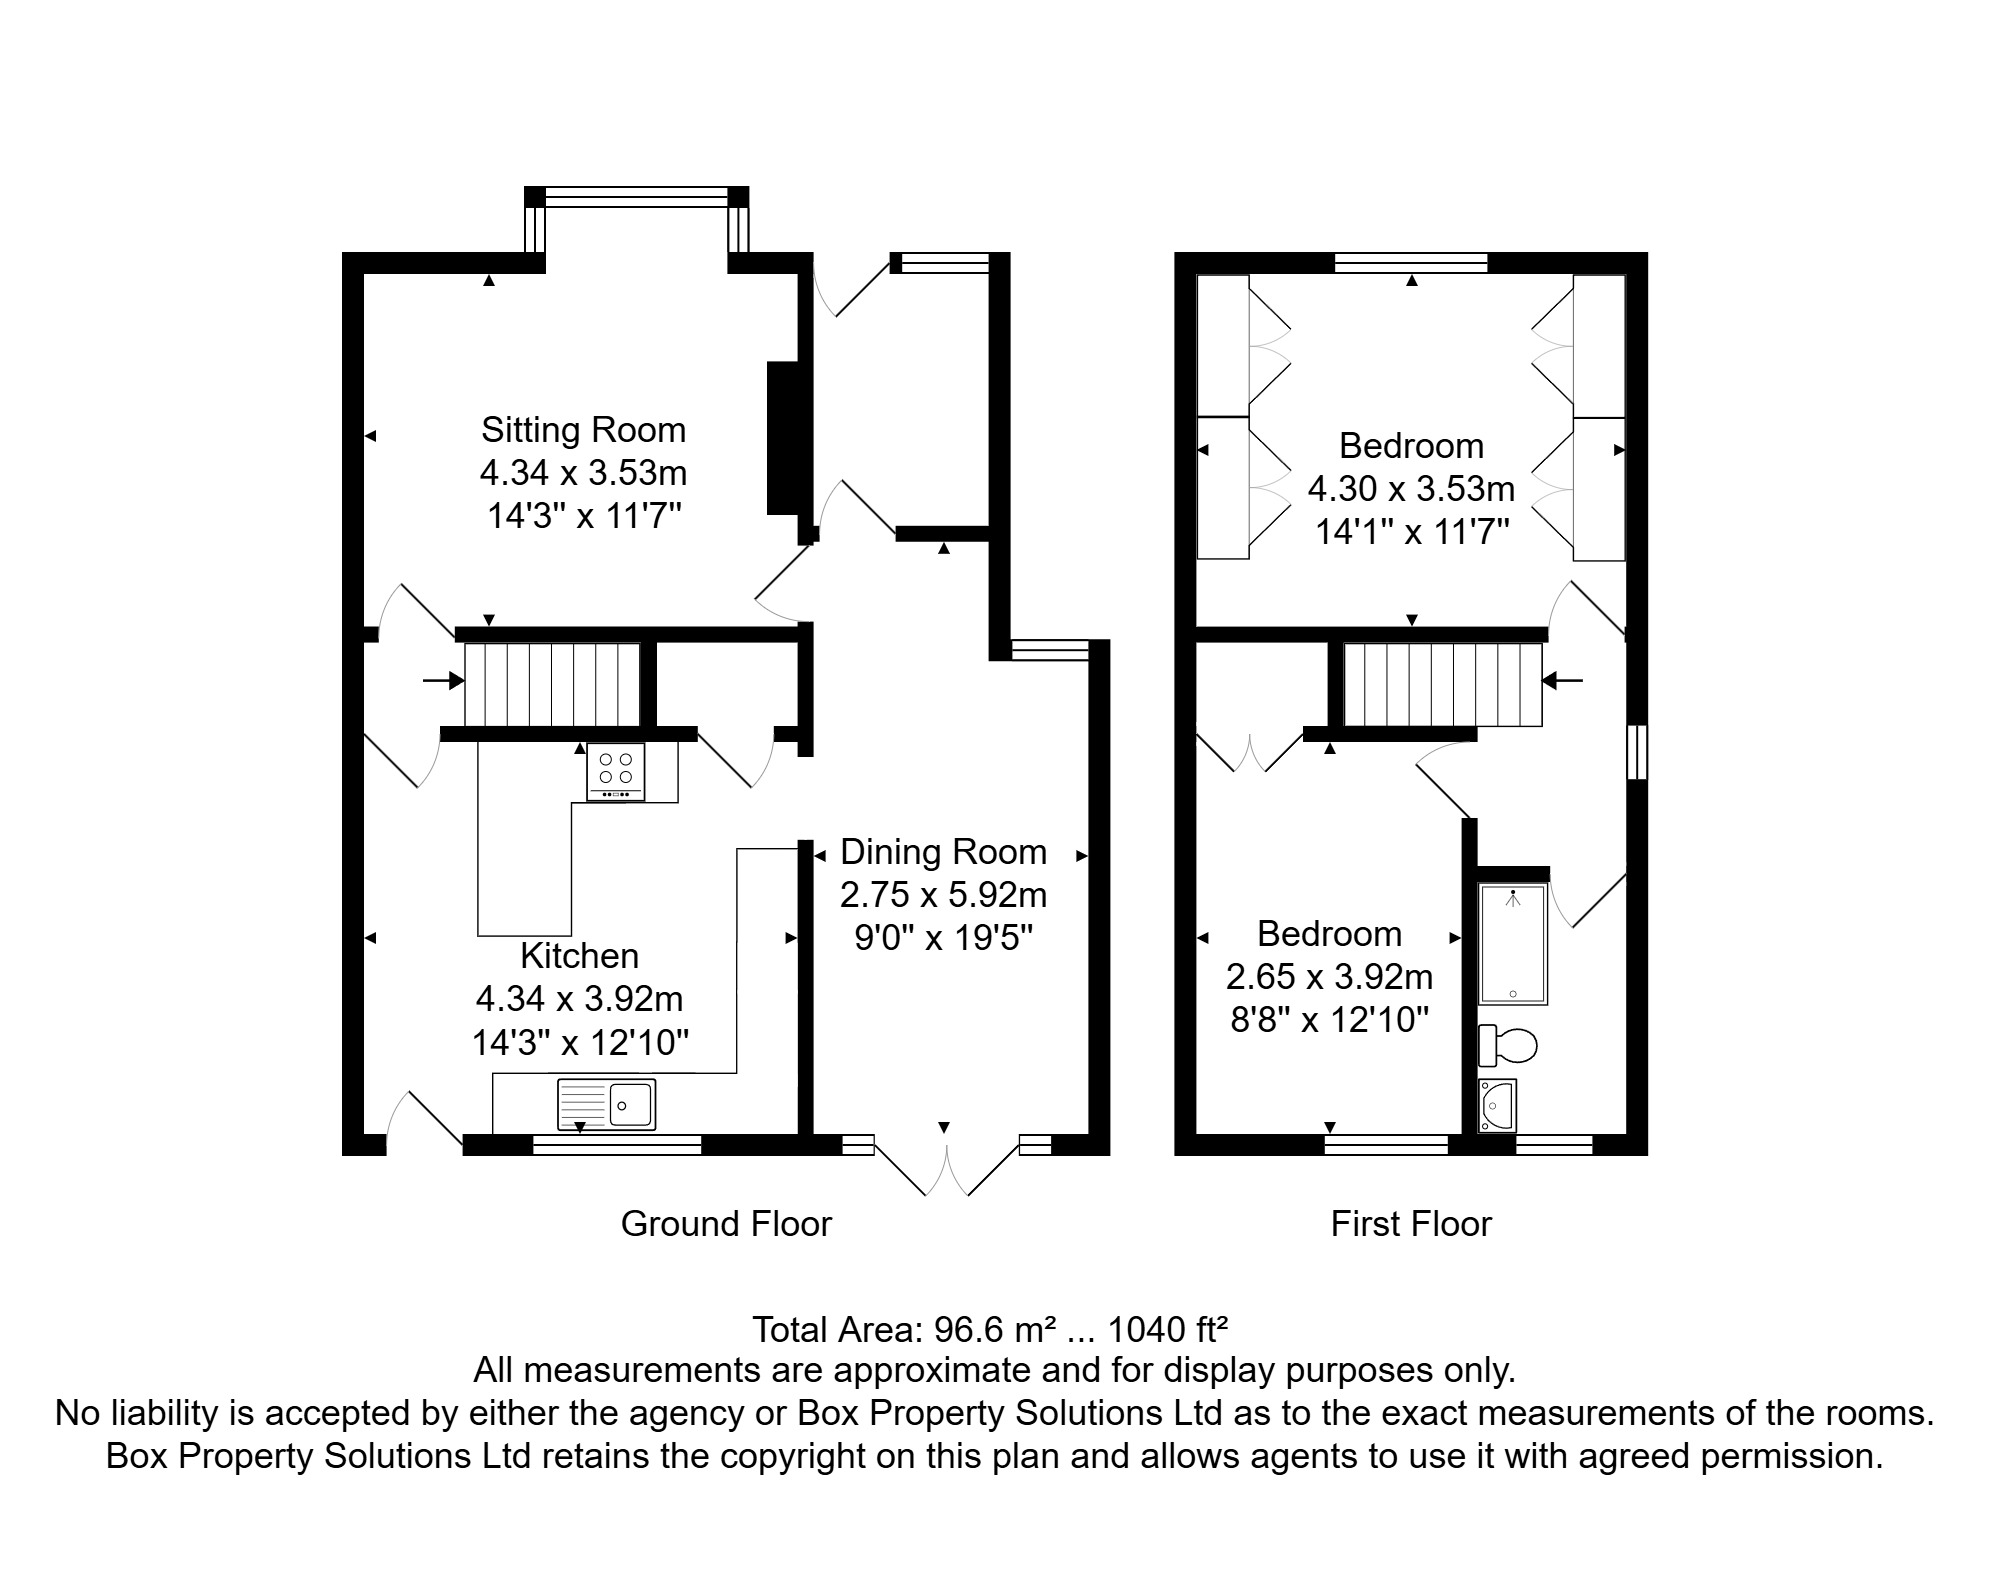 Sitting Room
4.34 x 3.53m
14'3" x 11'7"
Kitchen
4.34 x 3.92m
14'3" x 12'10"
Dining Room
2.75 x 5.92m
9'0" x 19'5"
Ground Floor
Bedroom
4.30 x 3.53m
14'1" x 11'7"
Bedroom
2.65 x 3.92m
8'8" x 12'10"
First Floor
Total Area: 96.6 m² ... 1040 ft²
All measurements are approximate and for display purposes only.
No liability is accepted by either the agency or Box Property Solutions Ltd as to the exact measurements of the rooms.
Box Property Solutions Ltd retains the copyright on this plan and allows agents to use it with agreed permission.